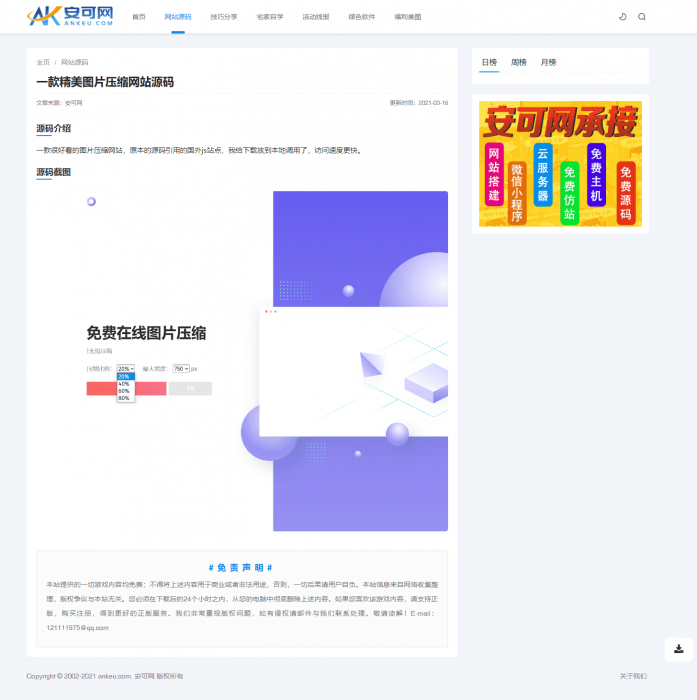 AK 安可网
ANKEU.COM
首页 网站源码 技巧分享 宅家自学 活动线报 绿色软件 福利美图
主页 / 网站源码
一款精美图片压缩网站源码
文章来源：安可网 更新时间：2021-03-16
源码介绍
一款很好看的图片压缩网站，原本的源码引用的国外js站点，我给下载放到本地调用了，访问速度更快。
源码截图
免费在线图片压缩
压缩比例： 20% 最大宽度： 750 px
20%
40%
60%
80%
#免责声明#
本站提供的一切游戏内容均免费；不得将上述内容用于商业或者非法用途，否则，一切后果请用户自负。本站信息来自网络收集整
理，版权争议与本站无关。您必须在下载后的24个小时之内，从您的电脑中彻底删除上述内容。如果您喜欢该游戏内容，请支持正
版，购买注册，得到更好的正版服务。我们非常重视版权问题，如有侵权请邮件与我们联系处理。敬请谅解！E-mail：
121111975@qq.com
日榜 周榜 月榜
安可网承接
网站搭建
微信小程序
云服务器
免费仿站
免费主机
免费源码
Copyright © 2002-2021 ankeu.com. 安可网 版权所有 关于我们